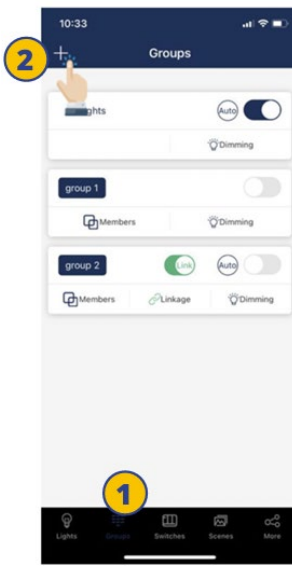 10:33
2
Groups
ghts Auto
Dimming
group 1
Members Dimming
group 2 Link Auto
Members Linkage Dimming
1
Lights Groups Switches Scenes More